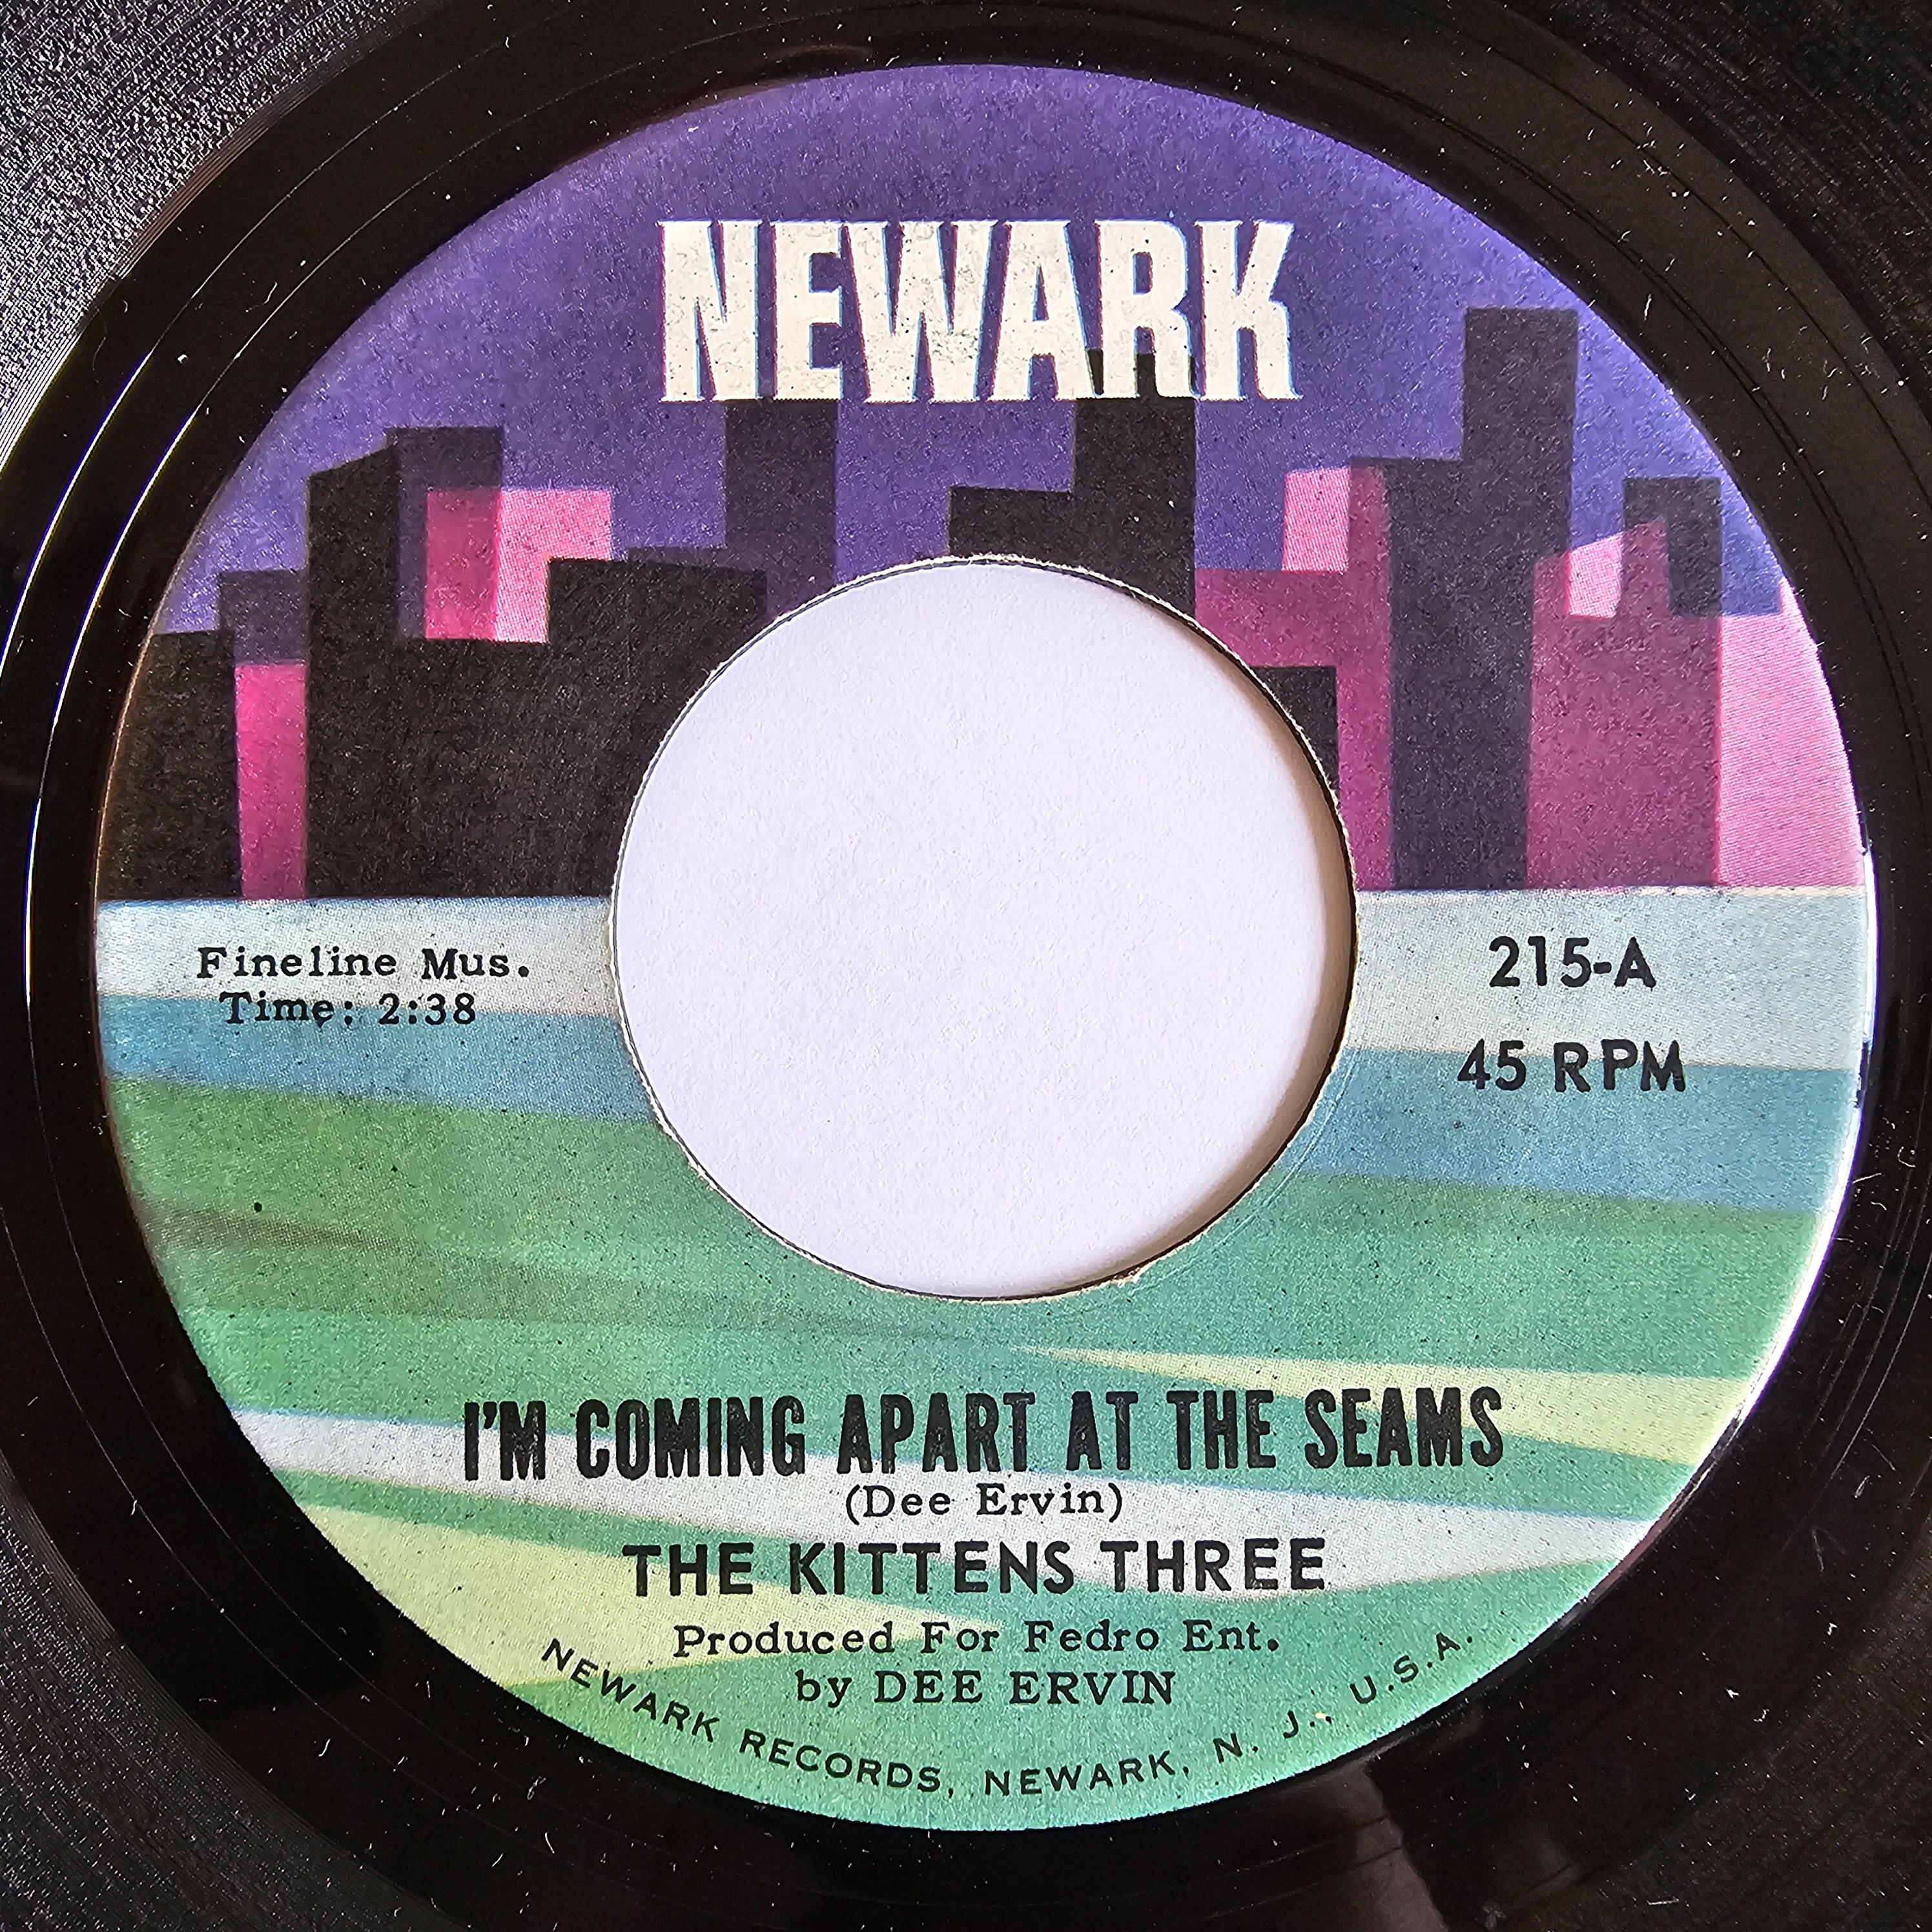 NEWARK
Fineline Mus.
Time: 2:38
215-A
45 RPM
I'M COMING APART AT THE SEAMS
(Dee Ervin)
THE KITTENS THREE
Produced For Fedro Ent.
by DEE ERVIN
NEWARK RECORDS, NEWARK, N. J., U.S.A.